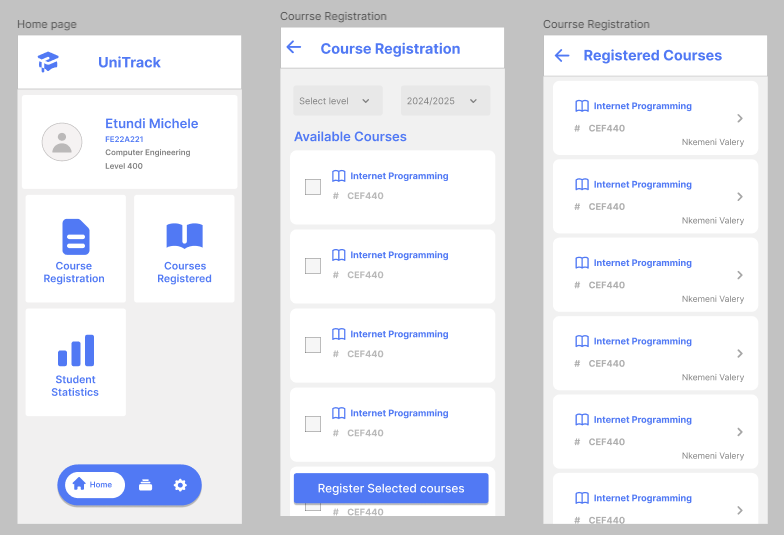 Home page
UniTrack
Etundi Michele
FE22A221
Computer Engineering
Level 400
Course
Registration
Courses
Registered
Student
Statistics
Home
Courrse Registration
Course Registration
Select level
2024/2025
Available Courses
Internet Programming
# CEF440
Internet Programming
# CEF440
Internet Programming
# CEF440
Internet Programming
# CEF440
Register Selected courses
# CEF440
Courrse Registration
Registered Courses
Internet Programming
# CEF440
Nkemeni Valery
Internet Programming
# CEF440
Nkemeni Valery
Internet Programming
# CEF440
Nkemeni Valery
Internet Programming
# CEF440
Nkemeni Valery
Internet Programming
# CEF440
Nkemeni Valery
Internet Programming
# CEF440